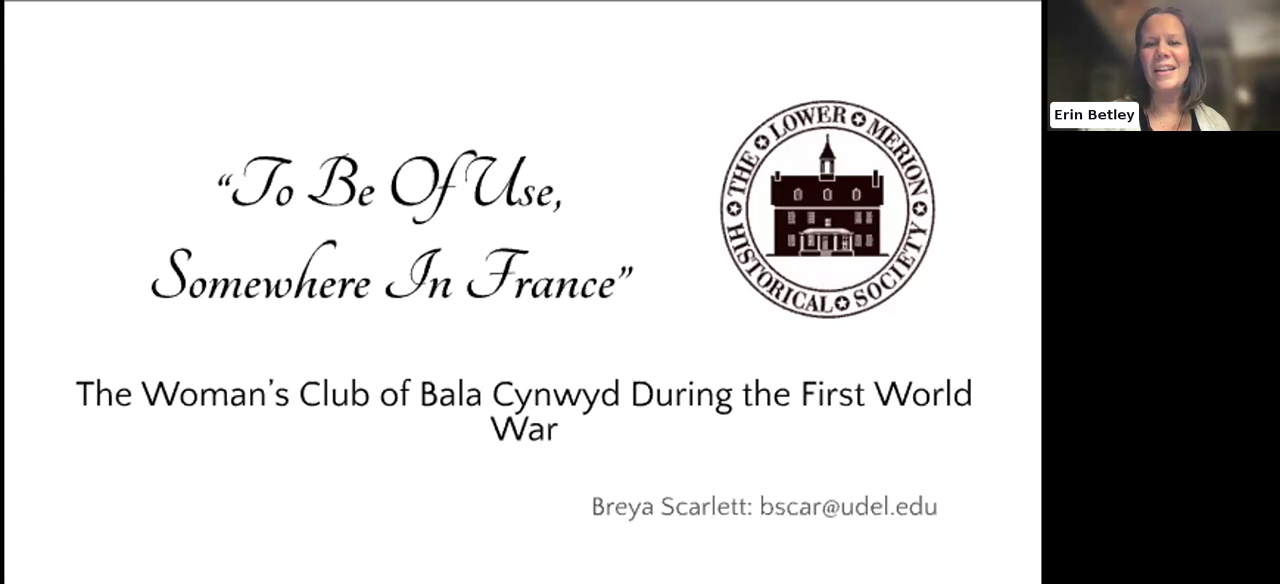 “To Be Of Use,
Somewhere In France”
THE LOWER MERION
HISTORICAL SOCIETY
The Woman’s Club of Bala Cynwyd During the First World
War
Breya Scarlett: bscar@udel.edu
Erin Betley